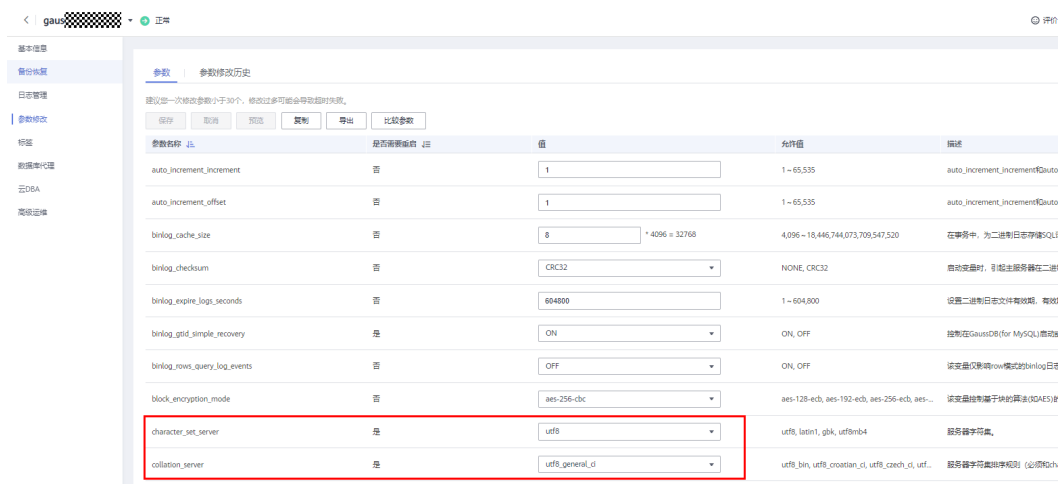 gaus 正常 评价
基本信息
备份恢复
日志管理
参数修改
标签
数据库代理
云DBA
高级运维
参数 参数修改历史
建议您一次修改参数小于30个，修改过多可能会导致超时失败。
保存 取消 预览 复制 导出 比较参数
参数名称 是否需要重启 值 允许值 描述
auto_increment_increment 否 1 1 ~ 65,535 auto_increment_increment和auto
auto_increment_offset 否 1 1 ~ 65,535 auto_increment_increment和auto
binlog_cache_size 否 8 * 4096 = 32768 4,096 ~ 18,446,744,073,709,547,520 在事务中，为二进制日志存储SQL
binlog_checksum 否 CRC32 NONE, CRC32 启动变量时，引起主服务器在二进
binlog_expire_logs_seconds 否 604800 1 ~ 604,800 设置二进制日志文件有效期，有效
binlog_gtid_simple_recovery 是 ON ON, OFF 控制在GaussDB(for MySQL)启动
binlog_rows_query_log_events 否 OFF ON, OFF 该变量仅影响row模式的binlog日志
block_encryption_mode 否 aes-256-cbc aes-128-ecb, aes-192-ecb, aes-256-ecb, aes-... 该变量控制基于块的算法(如AES)的
character_set_server 是 utf8 utf8, latin1, gbk, utf8mb4 服务器字符集。
collation_server 是 utf8_general_ci utf8_bin, utf8_croatian_ci, utf8_czech_ci, utf... 服务器字符集排序规则（必须和ch